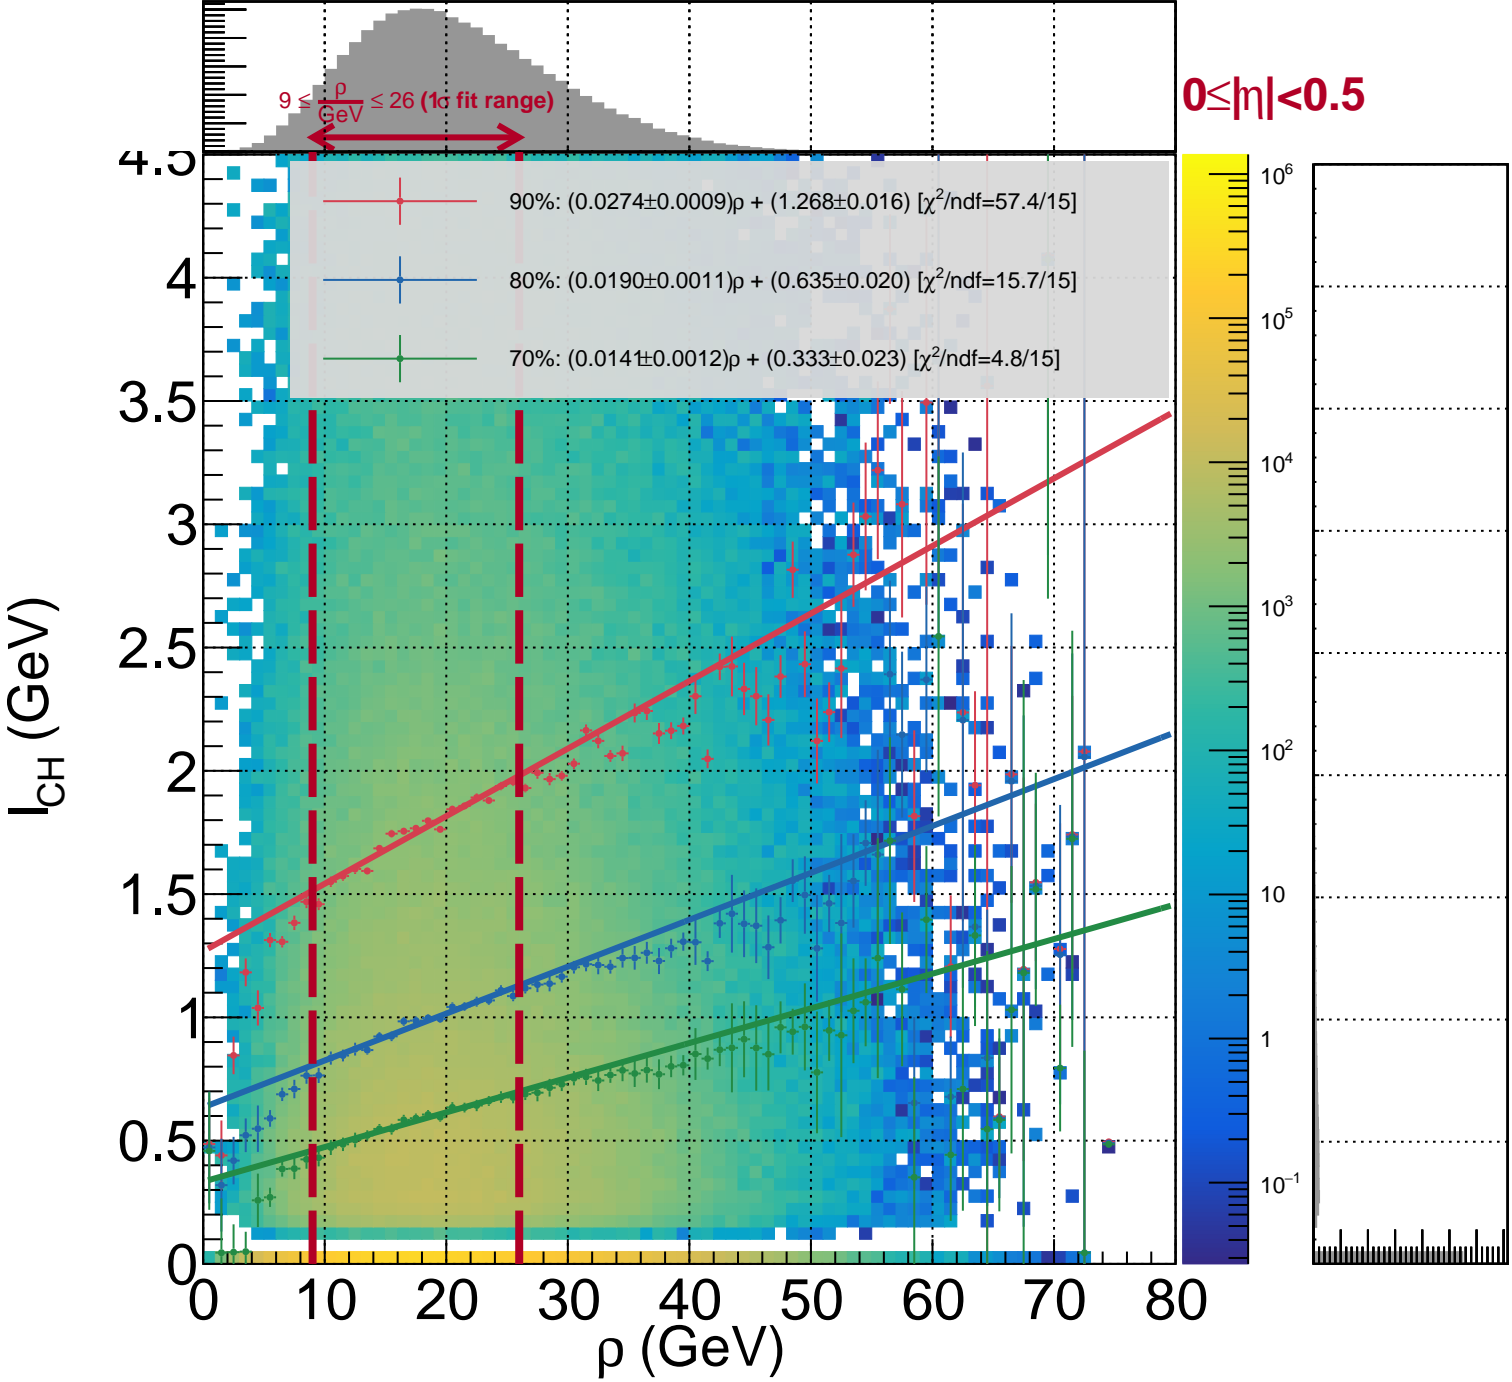 9 ≤ ρ/GeV ≤ 26 (1σ fit range)
0≤|η|<0.5
90%: (0.0274±0.0009)ρ + (1.268±0.016) [χ²/ndf=57.4/15]
80%: (0.0190±0.0011)ρ + (0.635±0.020) [χ²/ndf=15.7/15]
70%: (0.0141±0.0012)ρ + (0.333±0.023) [χ²/ndf=4.8/15]
4.5
4
3.5
3
2.5
2
1.5
1
0.5
0
I_CH (GeV)
0 10 20 30 40 50 60 70 80
ρ (GeV)
10⁶
10⁵
10⁴
10³
10²
10
1
10⁻¹